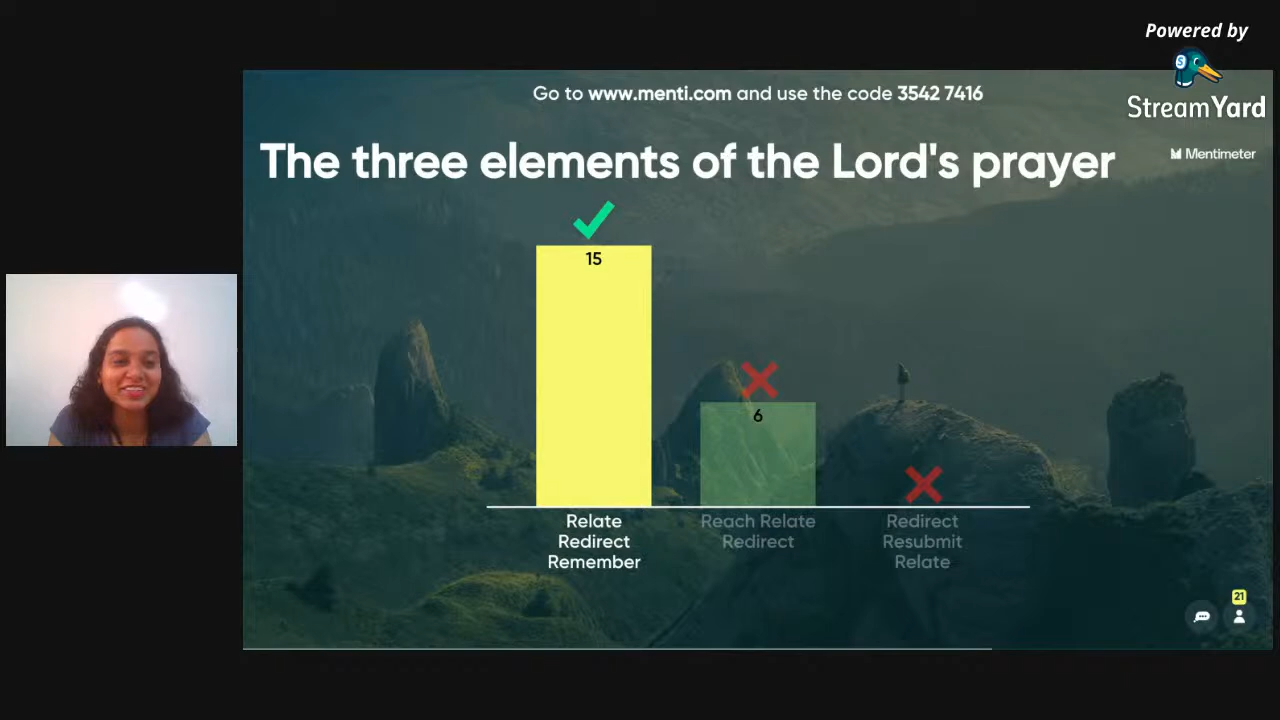 Powered by
StreamYard
Go to www.menti.com and use the code 3542 7416
The three elements of the Lord's prayer
Mentimeter
15
6
Relate
Redirect
Remember
Reach Relate
Redirect
Redirect
Resubmit
Relate
21